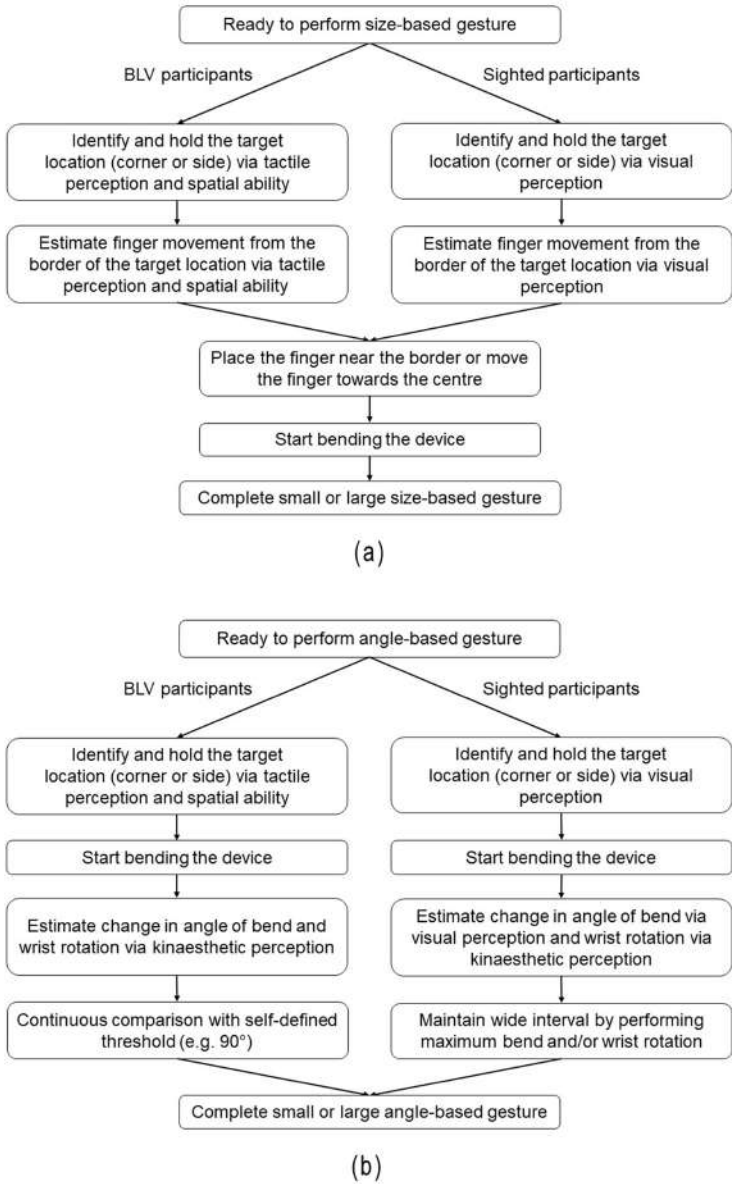 Ready to perform size-based gesture
BLV participants
Sighted participants
Identify and hold the target
location (corner or side) via tactile
perception and spatial ability
Identify and hold the target
location (corner or side) via visual
perception
Estimate finger movement from the
border of the target location via tactile
perception and spatial ability
Estimate finger movement from the
border of the target location via visual
perception
Place the finger near the border or move
the finger towards the centre
Start bending the device
Complete small or large size-based gesture
(a)
Ready to perform angle-based gesture
BLV participants
Sighted participants
Identify and hold the target
location (corner or side) via tactile
perception and spatial ability
Identify and hold the target
location (corner or side) via visual
perception
Start bending the device
Start bending the device
Estimate change in angle of bend and
wrist rotation via kinaesthetic perception
Estimate change in angle of bend via
visual perception and wrist rotation via
kinaesthetic perception
Continuous comparison with self-defined
threshold (e.g. 90°)
Maintain wide interval by performing
maximum bend and/or wrist rotation
Complete small or large angle-based gesture
(b)